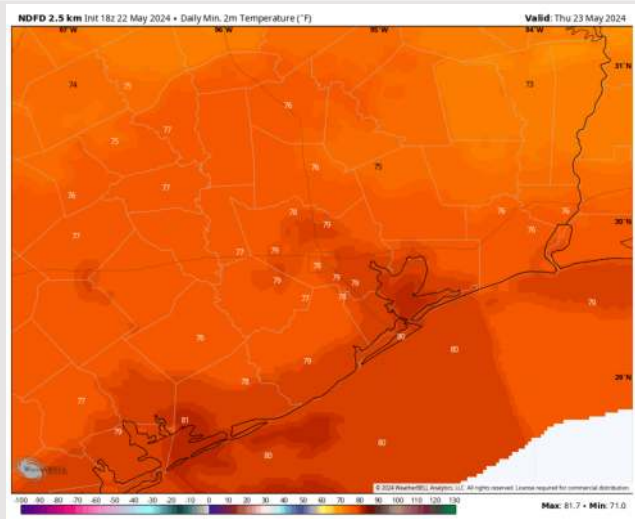 NDFD 2.5 km Init 18z 22 May 2024 • Daily Min. 2m Temperature (°F) Valid: Thu 23 May 2024
97°W 96°W 95°W 94°W
31°N
74 75 73
76
77
75
76 75
77
76 76 76
78
30°N
79 76
77
77 79
78
79 79 79
77 78 79
78 80 80
79
29°N
78
77
81
79
80 80
© 2024 WeatherBELL Analytics, LLC. All rights reserved. License required for commercial distribution.
-100 -90 -80 -70 -60 -50 -40 -30 -20 -10 0 10 20 30 40 50 60 70 80 90 100 110 120 130
Max: 81.7 • Min: 71.0